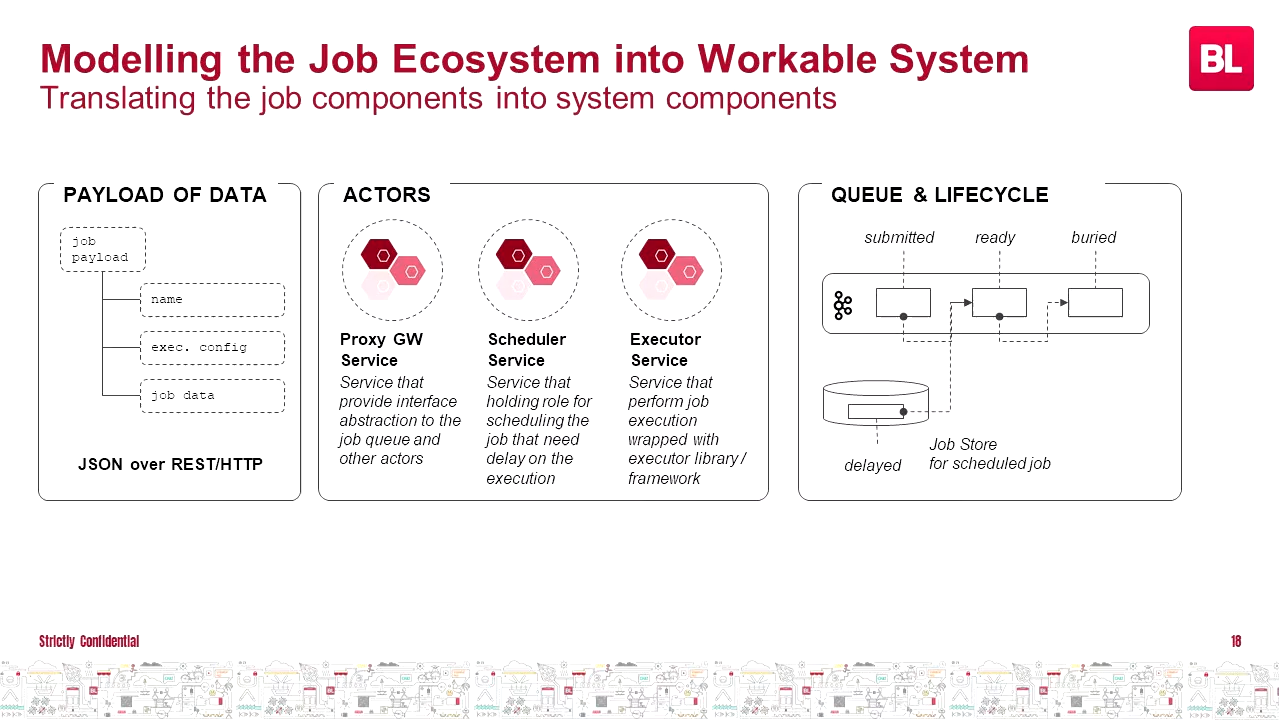 Modelling the Job Ecosystem into Workable System
Translating the job components into system components
BL
PAYLOAD OF DATA
job
payload
name
exec. config
job data
JSON over REST/HTTP
ACTORS
Proxy GW
Service
Service that
provide interface
abstraction to the
job queue and
other actors
Scheduler
Service
Service that
holding role for
scheduling the
job that need
delay on the
execution
Executor
Service
Service that
perform job
execution
wrapped with
executor library /
framework
QUEUE & LIFECYCLE
submitted
ready
buried
delayed
Job Store
for scheduled job
Strictly Confidential
18